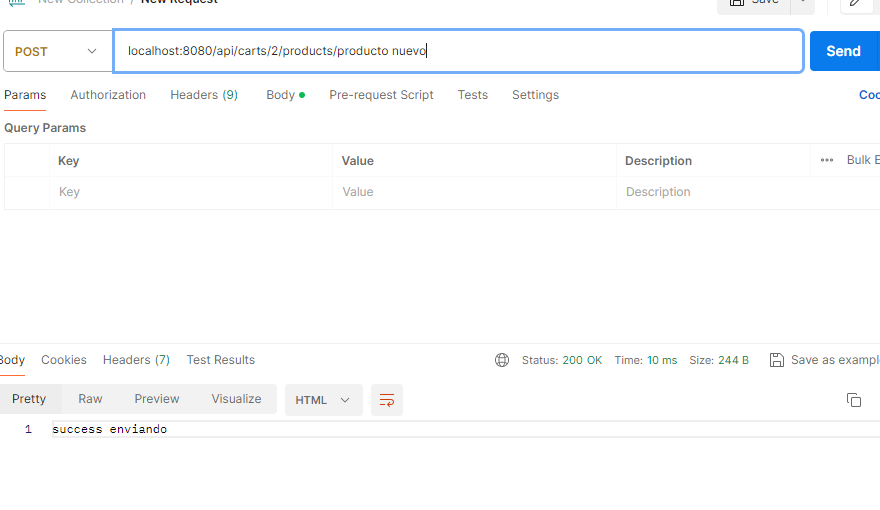 New Collection / New Request
Save
POST
localhost:8080/api/carts/2/products/producto nuevo
Send
Params Authorization Headers (9) Body Pre-request Script Tests Settings
Query Params
Key Value Description ••• Bulk
Key Value Description
Body Cookies Headers (7) Test Results
Status: 200 OK Time: 10 ms Size: 244 B Save as
Pretty Raw Preview Visualize HTML
1 success enviando